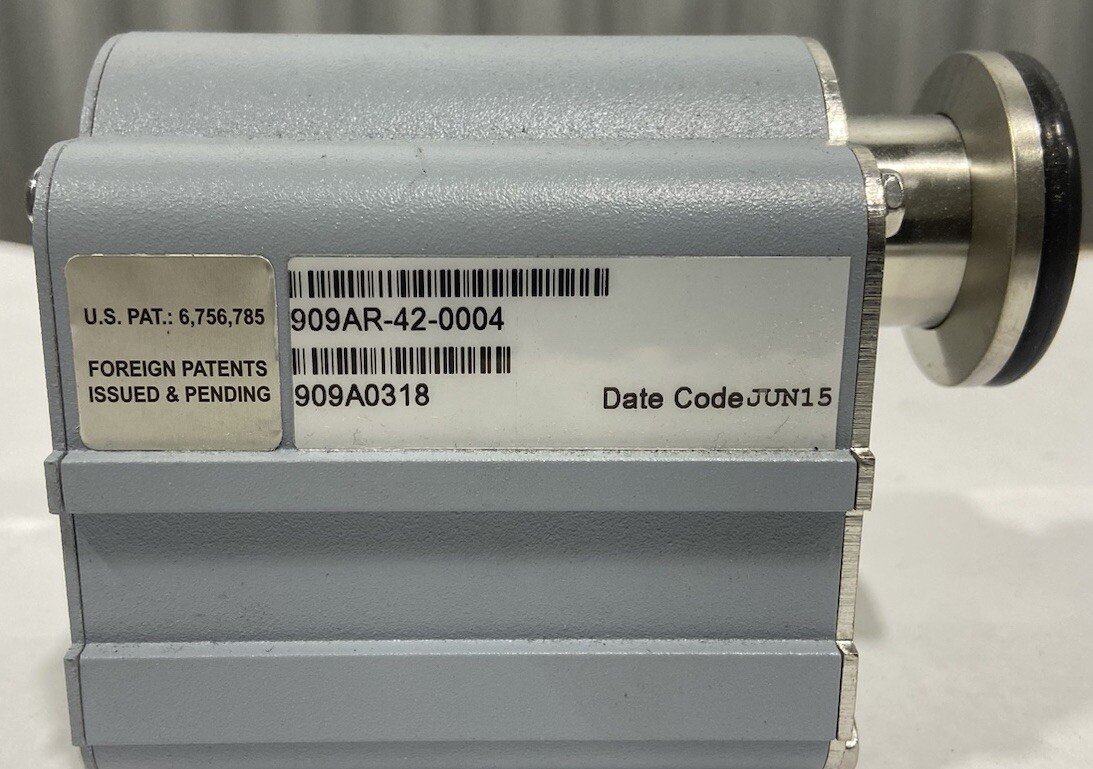 U.S. PAT.: 6,756,785
FOREIGN PATENTS
ISSUED & PENDING
909AR-42-0004
909A0318
Date Code JUN15